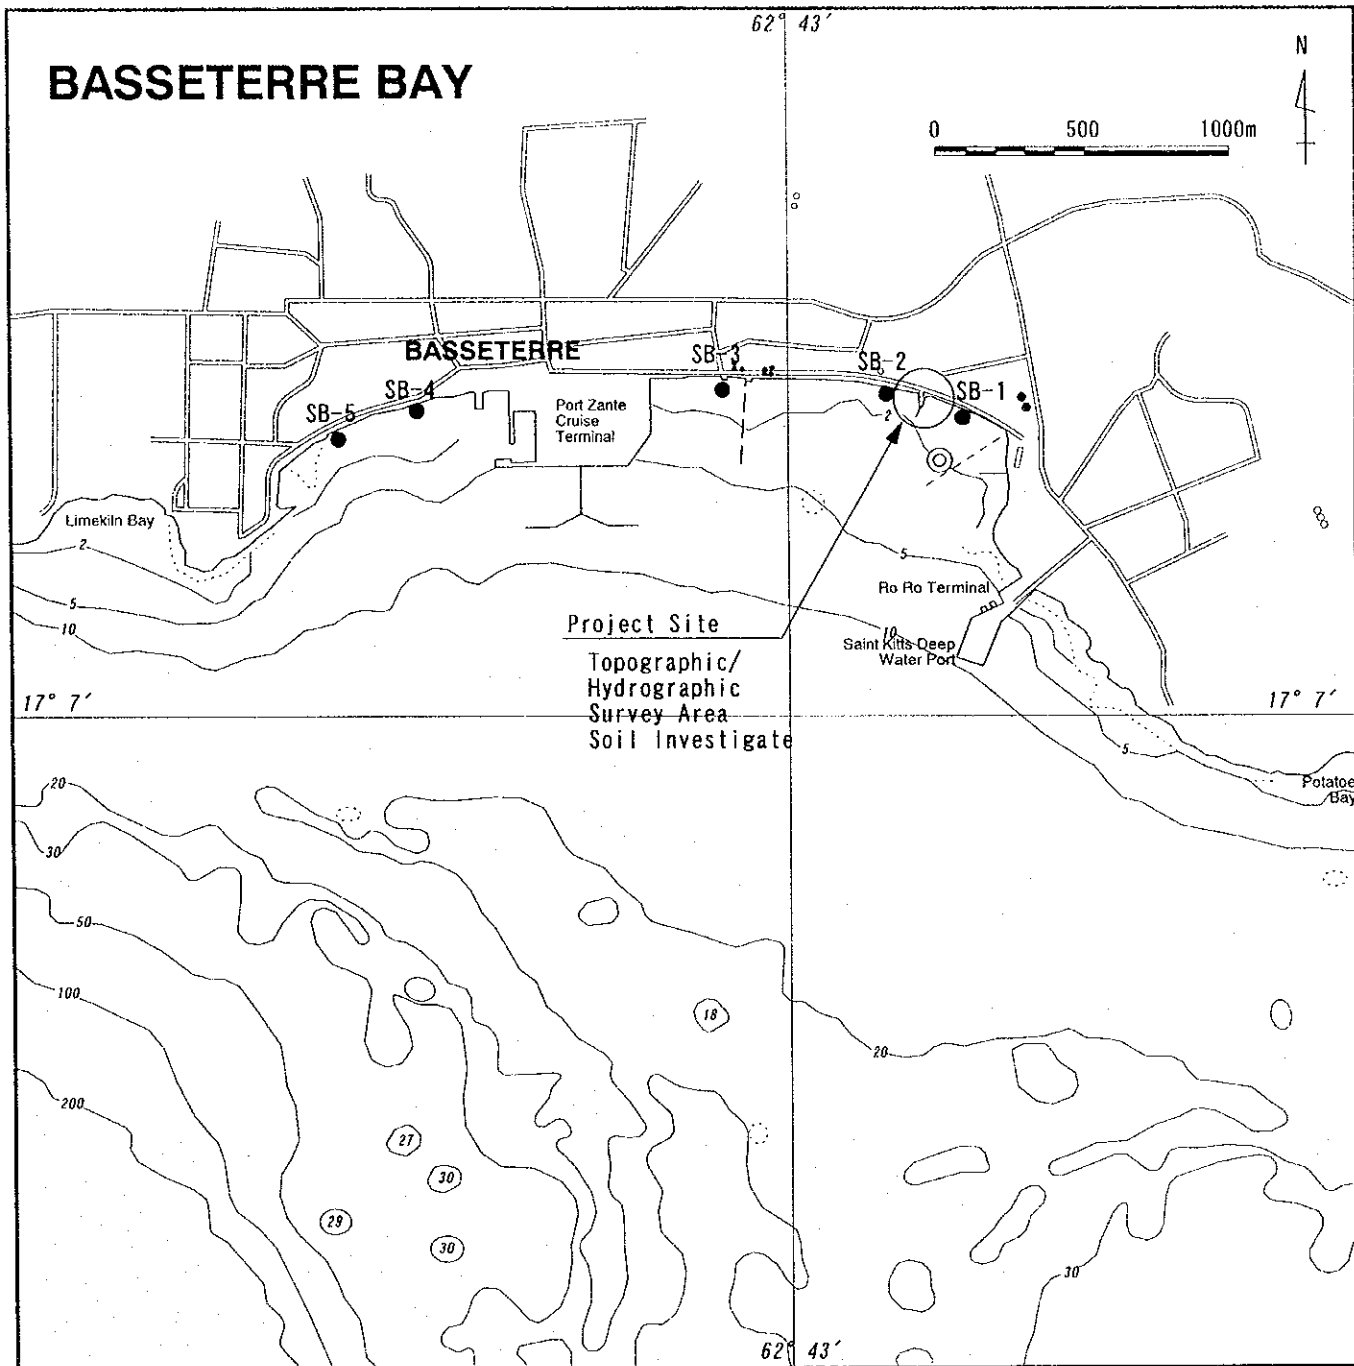 62° 43′
BASSETERRE BAY
N
0 500 1000m
BASSETERRE
SB-3
SB-2
SB-1
SB-4
SB-5
Port Zante
Cruise
Terminal
2
Limekiln Bay
2
5
5
10
Ro Ro Terminal
10
Saint Kitts Deep
Water Port
Project Site
Topographic/
Hydrographic
Survey Area
Soil Investigate
17° 7′
17° 7′
5
Potatoe
Bay
20
30
50
100
18
20
200
27
30
29
30
30
62° 43′